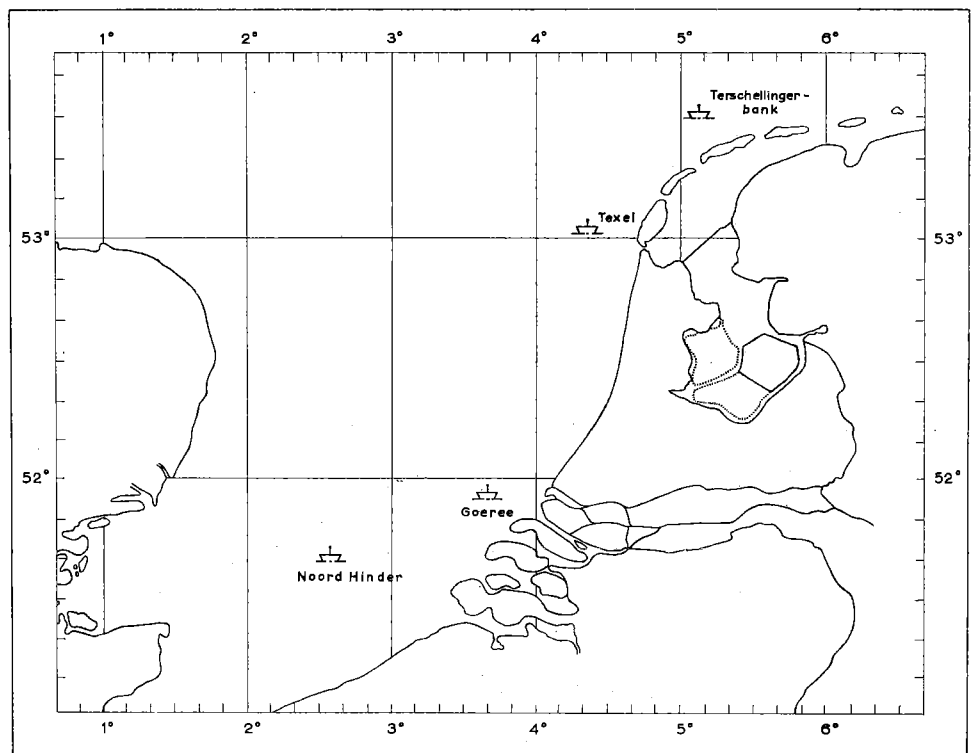 1° 2° 3° 4° 5° 6°
Terschellinger-
bank
Texel
53° 53°
52° 52°
Goeree
Noord Hinder
1° 2° 3° 4° 5° 6°